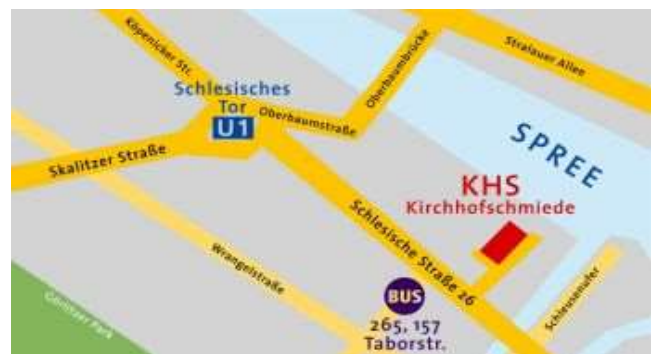 Köpenicker Str.
Stralauer Allee
Schlesisches
Tor
U1
Oberbaumstraße
Oberbaumbrücke
SPREE
Skalitzer Straße
KHS
Kirchhofschmiede
Schlesische Straße 26
Wrangelstraße
BUS
265, 157
Taborstr.
Schleusenufer
Görlitzer Park